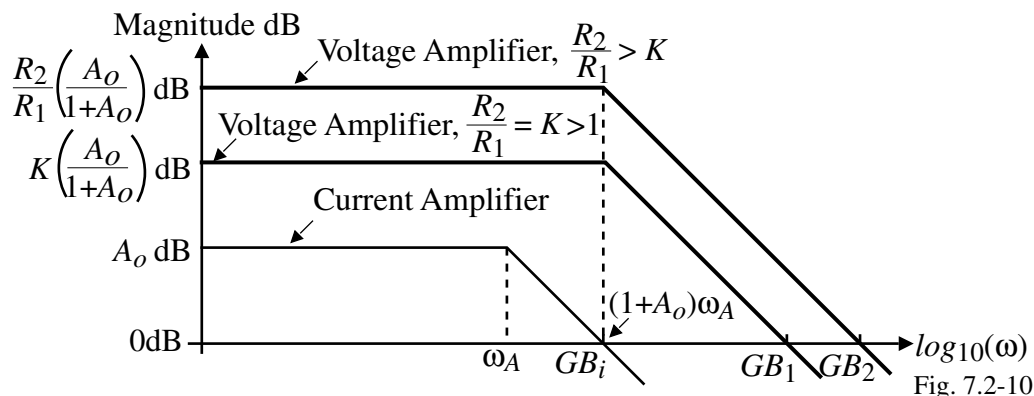 Magnitude dB
Voltage Amplifier, R2/R1 > K
R2/R1 (Ao/1+Ao) dB
Voltage Amplifier, R2/R1 = K >1
K (Ao/1+Ao) dB
Current Amplifier
Ao dB
(1+Ao)ωA
0dB
ωA
GBi
GB1
GB2
log10(ω)
Fig. 7.2-10